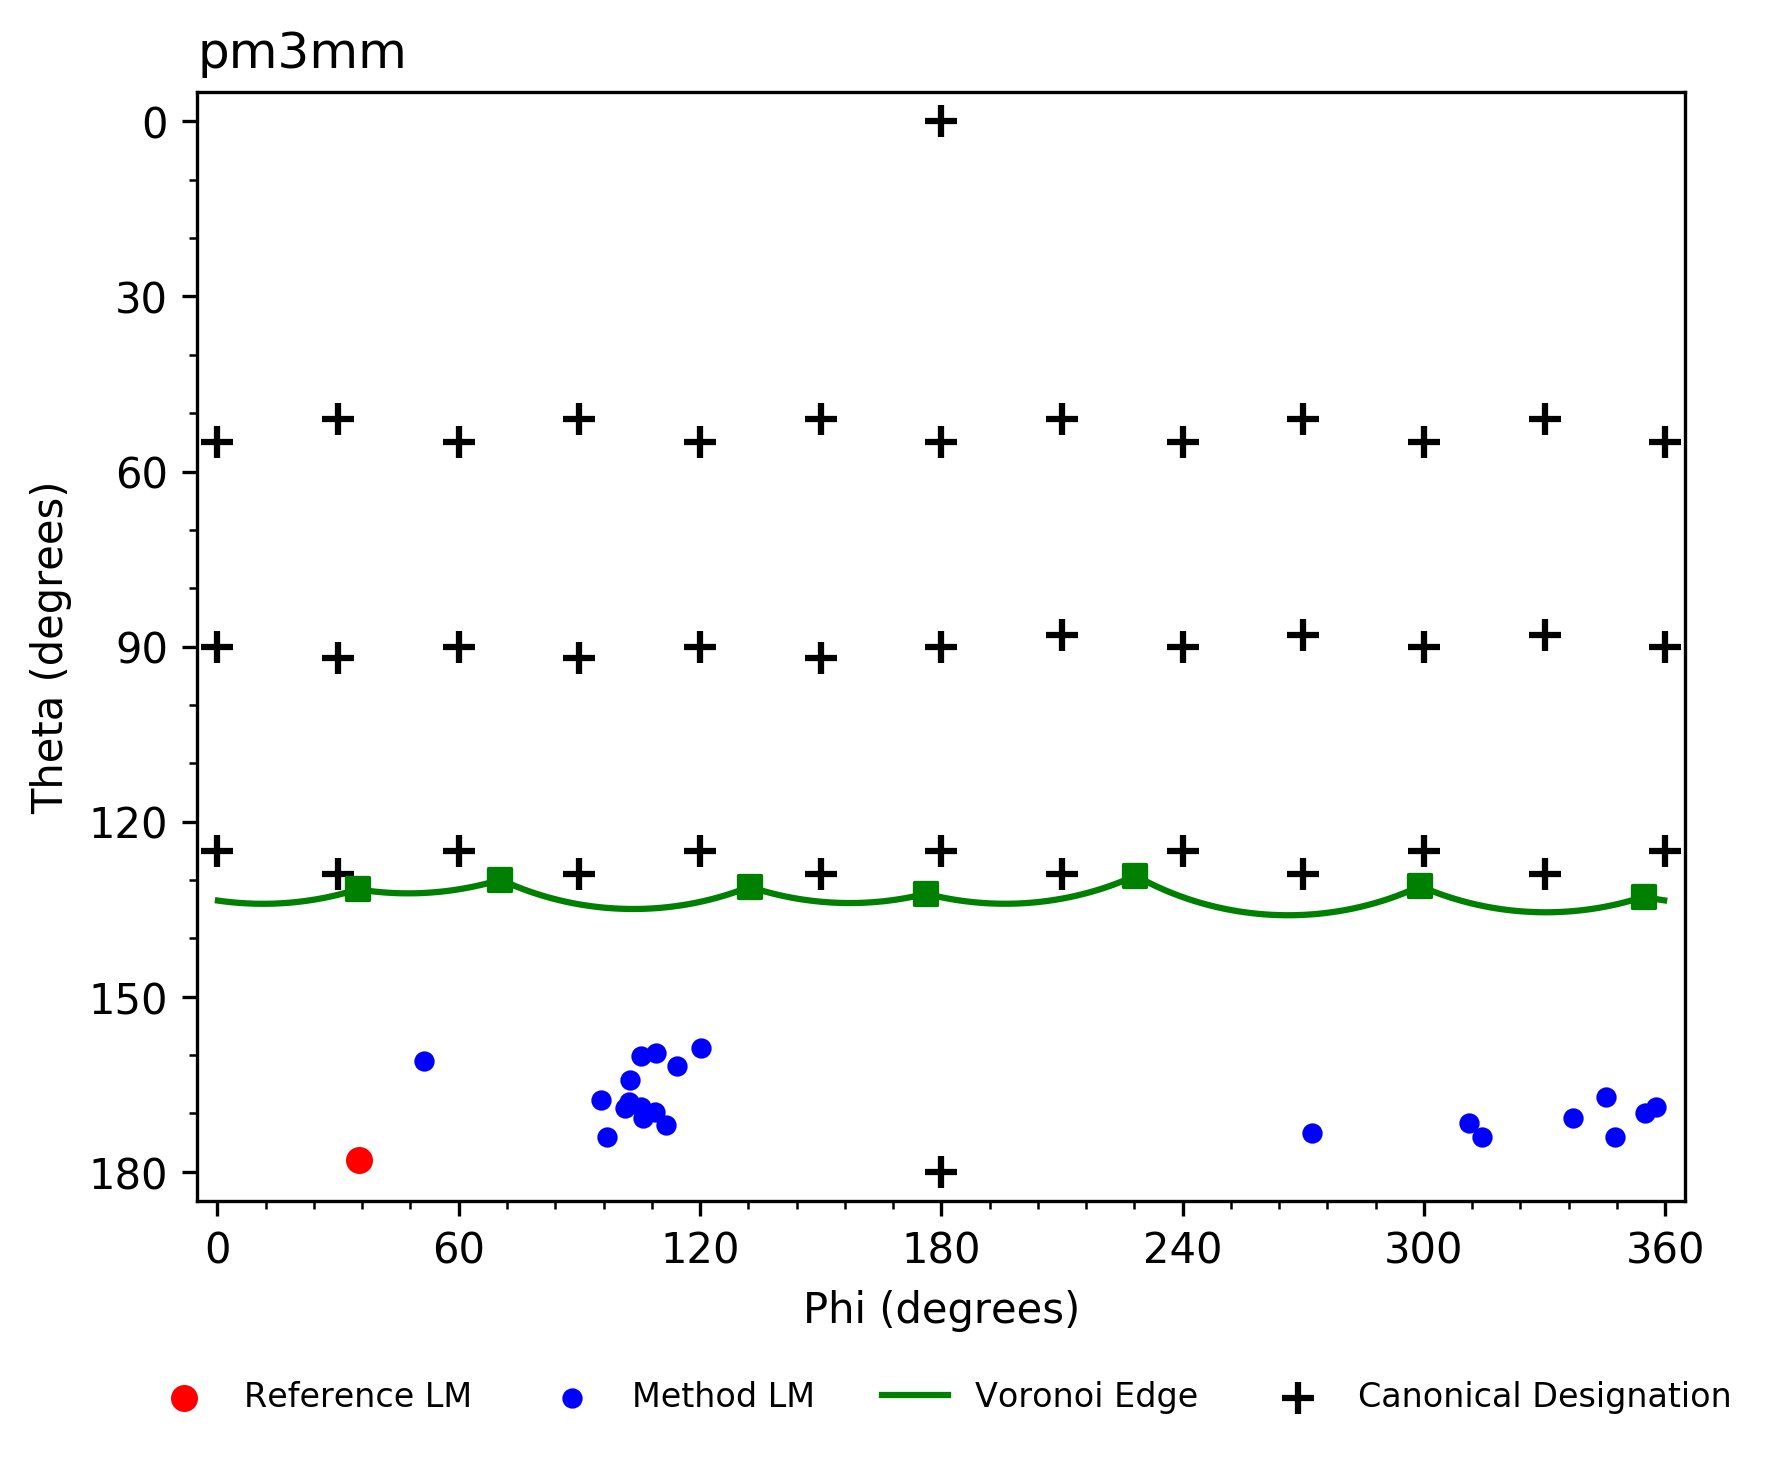 pm3mm
0
30
60
90
120
150
180
Theta (degrees)
0 60 120 180 240 300 360
Phi (degrees)
Reference LM Method LM Voronoi Edge Canonical Designation